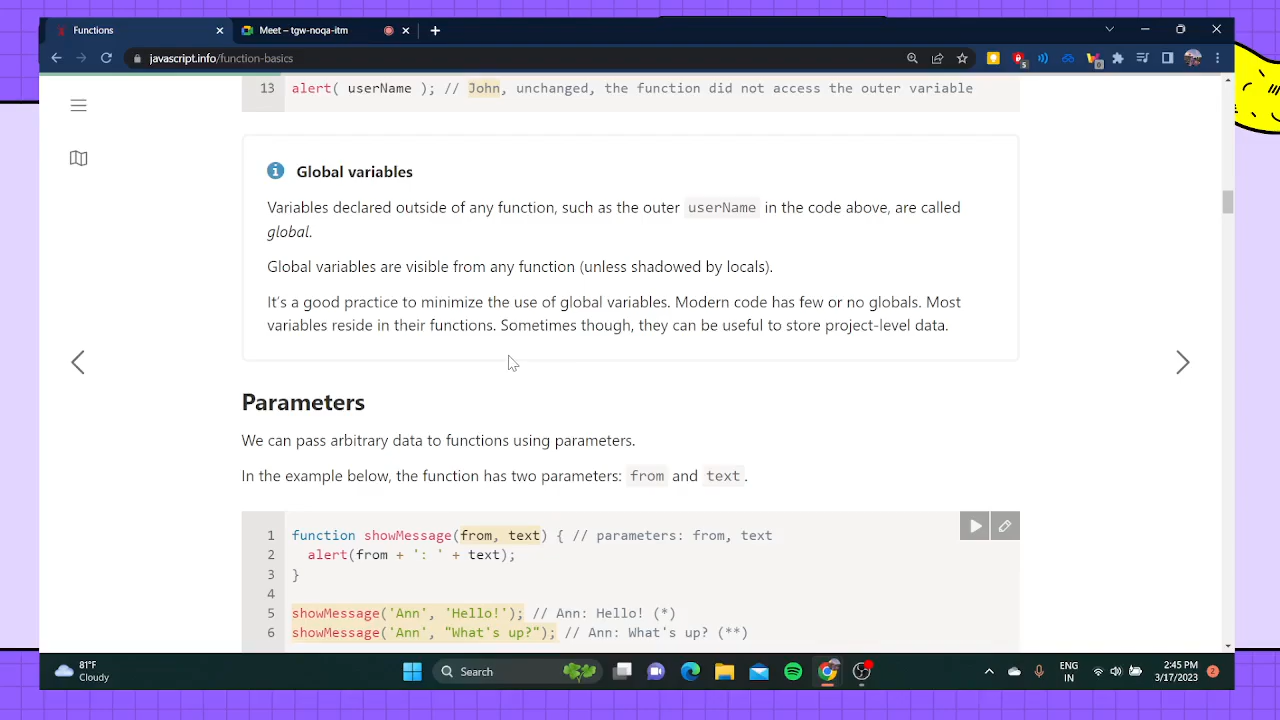 Functions
Meet – tgw-noqa-itm
javascript.info/function-basics
13 alert( userName ); // John, unchanged, the function did not access the outer variable
Global variables
Variables declared outside of any function, such as the outer userName in the code above, are called
global.
Global variables are visible from any function (unless shadowed by locals).
It's a good practice to minimize the use of global variables. Modern code has few or no globals. Most
variables reside in their functions. Sometimes though, they can be useful to store project-level data.
Parameters
We can pass arbitrary data to functions using parameters.
In the example below, the function has two parameters: from and text.
1 function showMessage(from, text) { // parameters: from, text
2 alert(from + ': ' + text);
3 }
4
5 showMessage('Ann', 'Hello!'); // Ann: Hello! (*)
6 showMessage('Ann', "What's up?"); // Ann: What's up? (**)
81°F
Cloudy
Search
ENG
IN
2:45 PM
3/17/2023
2